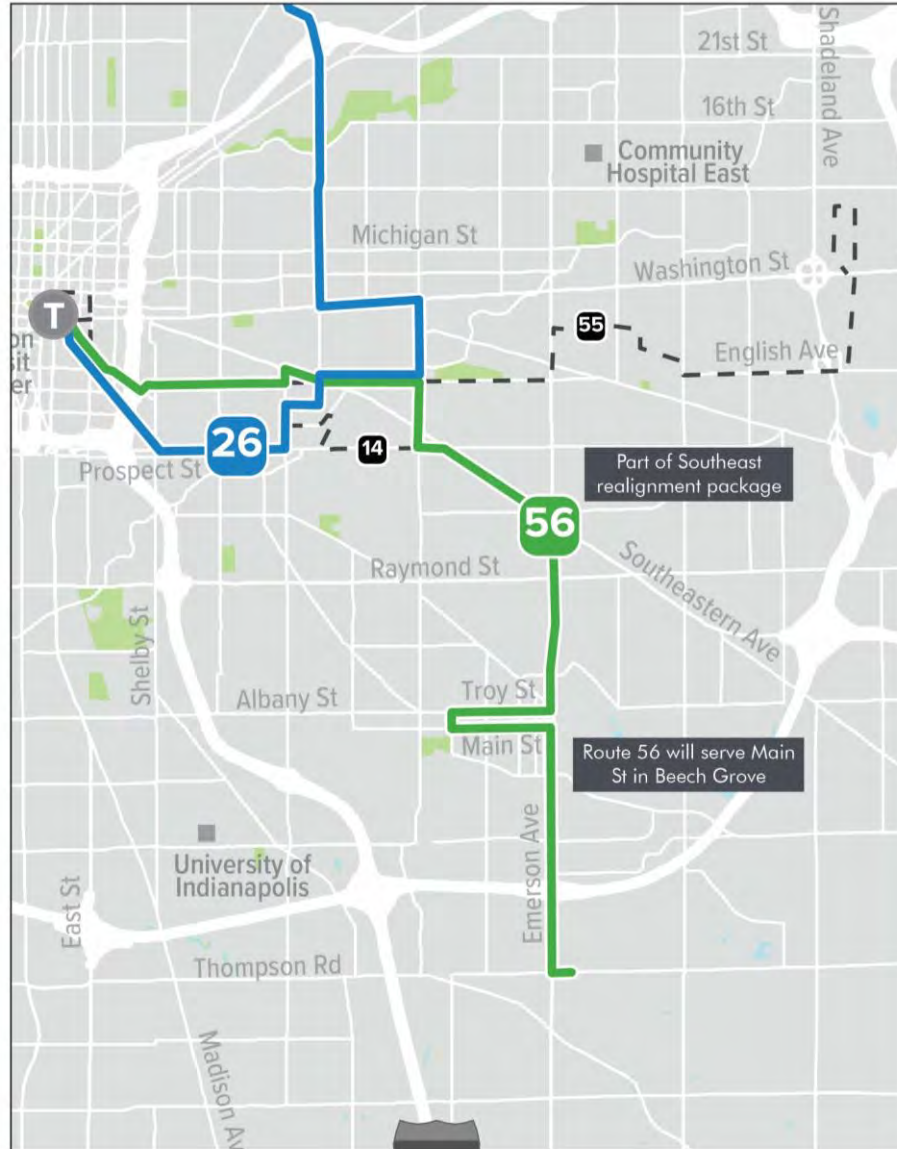 21st St
Shadeland Ave
16th St
Community
Hospital East
Michigan St
Washington St
T
55
English Ave
on
sit
er
26
14
Prospect St
Part of Southeast
realignment package
56
Raymond St
Southeastern Ave
Shelby St
Albany St
Troy St
Main St
Route 56 will serve Main
St in Beech Grove
Emerson Ave
University of
Indianapolis
East St
Thompson Rd
Madison Av